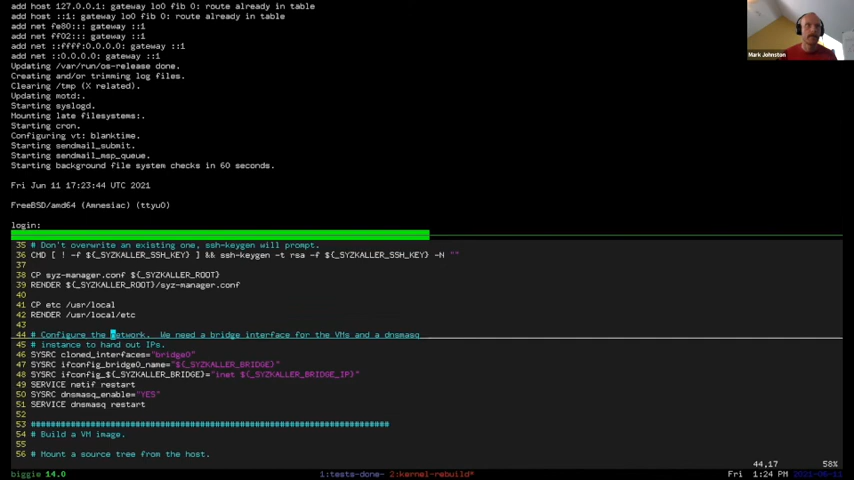 add host 127.0.0.1: gateway lo0 fib 0: route already in table
add host ::1: gateway lo0 fib 0: route already in table
add net fe80::: gateway ::1
add net ff02::: gateway ::1
add net ::ffff:0.0.0.0: gateway ::1
add net ::0.0.0.0: gateway ::1
Updating /var/run/os-release done.
Creating and/or trimming log files.
Clearing /tmp (X related).
Updating motd:.
Starting syslogd.
Mounting late filesystems:.
Starting cron.
Configuring vt: blanktime.
Starting sendmail_submit.
Starting sendmail_msp_queue.
Starting background file system checks in 60 seconds.
Fri Jun 11 17:23:44 UTC 2021
FreeBSD/amd64 (Amnesiac) (ttyu0)
login:
Mark Johnston
35 # Don't overwrite an existing one, ssh-keygen will prompt.
36 CMD [ ! -f ${_SYZKALLER_SSH_KEY} ] && ssh-keygen -t rsa -f ${_SYZKALLER_SSH_KEY} -N ""
37
38 CP syz-manager.conf ${_SYZKALLER_ROOT}
39 RENDER ${_SYZKALLER_ROOT}/syz-manager.conf
40
41 CP etc /usr/local
42 RENDER /usr/local/etc
43
44 # Configure the network.  We need a bridge interface for the VMs and a dnsmasq
45 # instance to hand out IPs.
46 SYSRC cloned_interfaces="bridge0"
47 SYSRC ifconfig_bridge0_name="${_SYZKALLER_BRIDGE}"
48 SYSRC ifconfig_${_SYZKALLER_BRIDGE}="inet ${_SYZKALLER_BRIDGE_IP}"
49 SERVICE netif restart
50 SYSRC dnsmasq_enable="YES"
51 SERVICE dnsmasq restart
52
53 ########################################################################
54 # Build a VM image.
55
56 # Mount a source tree from the host.
44,17 58%
biggie 14.0 1:tests-done- 2:kernel-rebuild* Fri 1:24 PM 2021-06-11